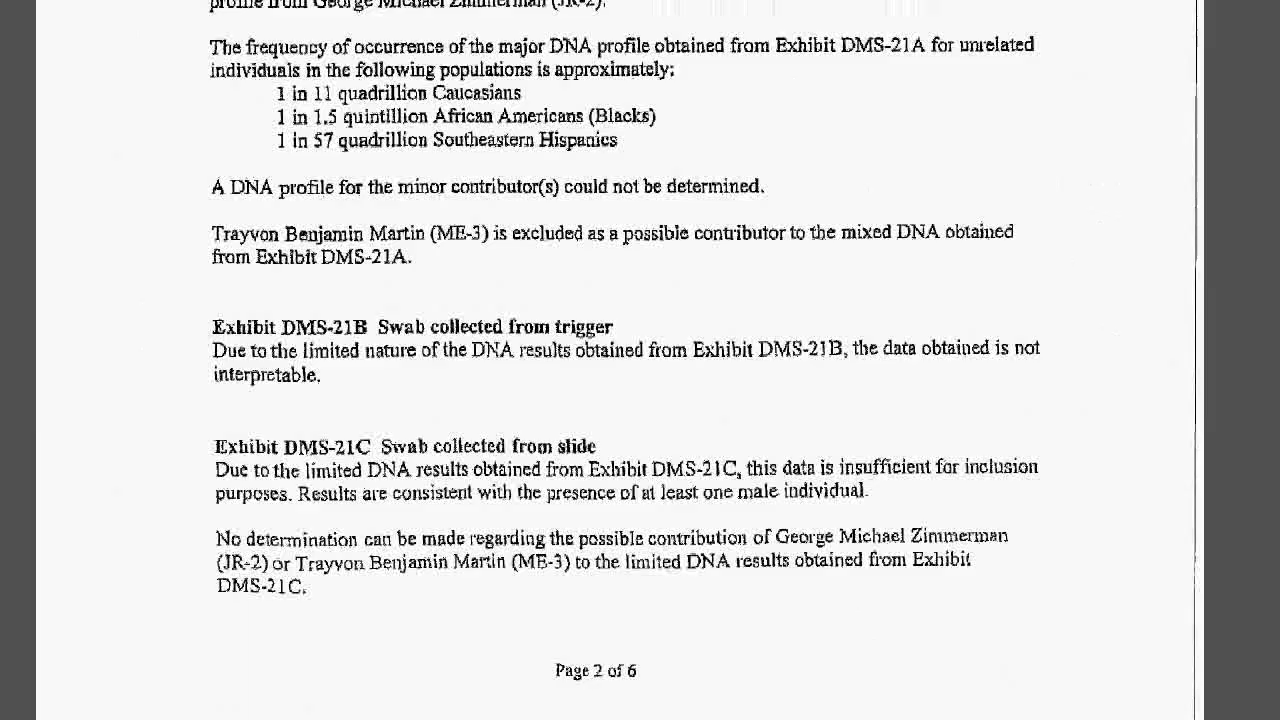 profile from George Michael Zimmerman (JR-2).
The frequency of occurrence of the major DNA profile obtained from Exhibit DMS-21A for unrelated
individuals in the following populations is approximately:
1 in 11 quadrillion Caucasians
1 in 1.5 quintillion African Americans (Blacks)
1 in 57 quadrillion Southeastern Hispanics
A DNA profile for the minor contributor(s) could not be determined.
Trayvon Benjamin Martin (ME-3) is excluded as a possible contributor to the mixed DNA obtained
from Exhibit DMS-21A.
Exhibit DMS-21B Swab collected from trigger
Due to the limited nature of the DNA results obtained from Exhibit DMS-21B, the data obtained is not
interpretable.
Exhibit DMS-21C Swab collected from slide
Due to the limited DNA results obtained from Exhibit DMS-21C, this data is insufficient for inclusion
purposes. Results are consistent with the presence of at least one male individual.
No determination can be made regarding the possible contribution of George Michael Zimmerman
(JR-2) or Trayvon Benjamin Martin (ME-3) to the limited DNA results obtained from Exhibit
DMS-21C.
Page 2 of 6